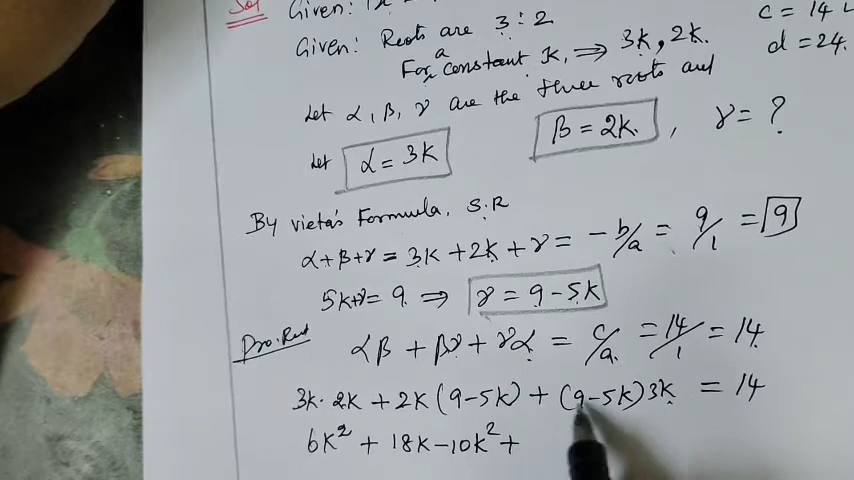 Sol Given:
c = 14
Given: Roots are 3 : 2
d = 24.
For a constant K, ⇒ 3k, 2k.
Let α, β, γ are the three roots and
Let α = 3K β = 2K. , γ = ?
By vieta's Formula, S.R
α+β+γ = 3K + 2K + γ = - b/a = 9/1 = 9
5K+γ = 9 ⇒ γ = 9 - 5K
Pro.Root αβ + βγ + γα = c/a = 14/1 = 14
3K · 2K + 2K (9 - 5K) + (9 - 5K) 3K = 14
6K² + 18K - 10K² +